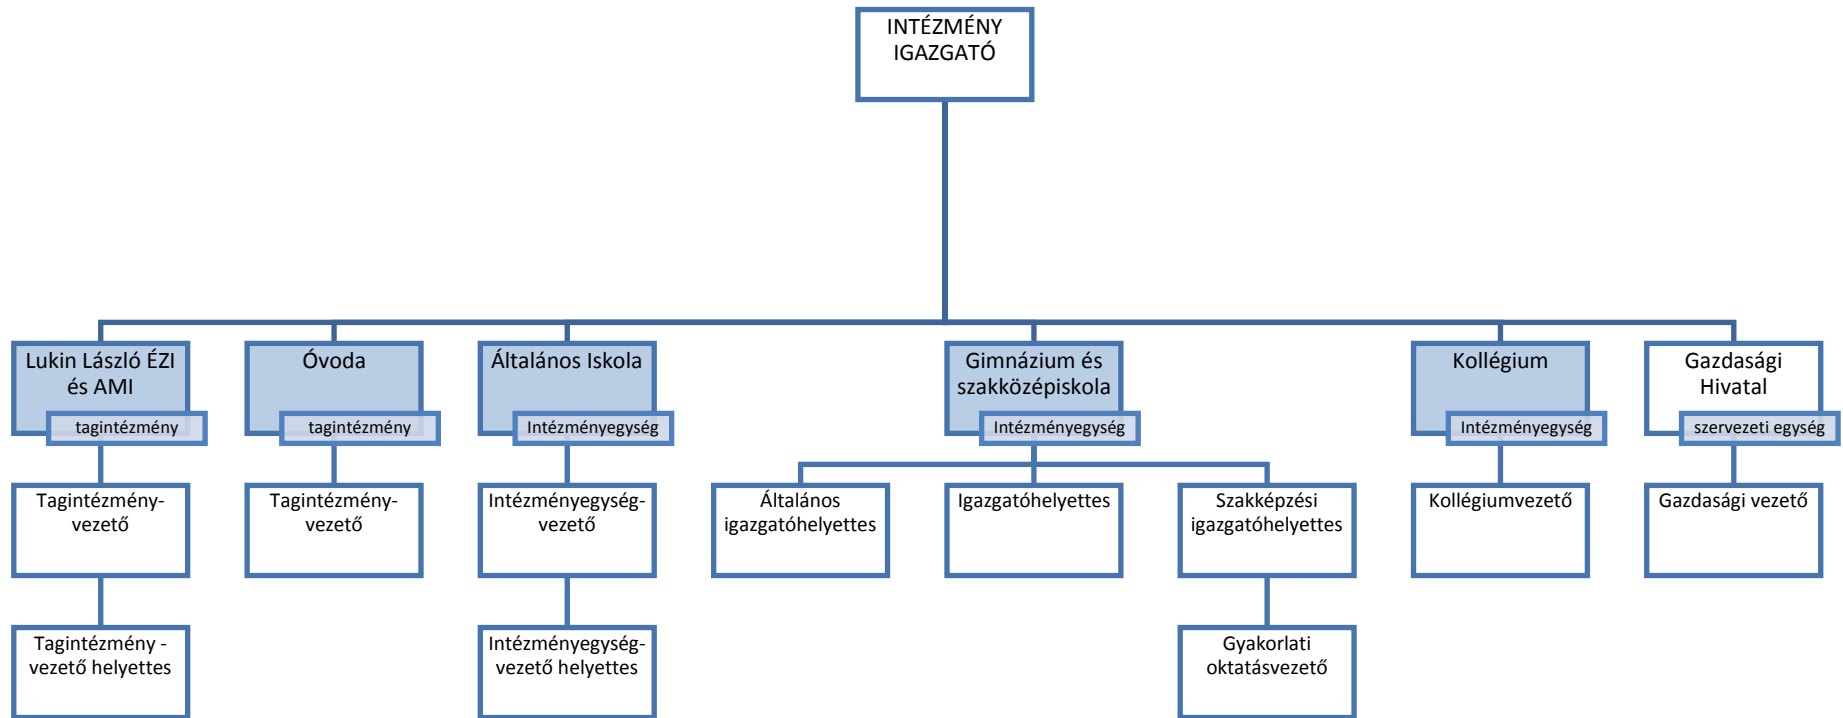 INTÉZMÉNY
IGAZGATÓ
Lukin László ÉZI
és AMI
tagintézmény
Óvoda
tagintézmény
Általános Iskola
Intézményegység
Gimnázium és
szakközépiskola
Intézményegység
Kollégium
Intézményegység
Gazdasági
Hivatal
szervezeti egység
Tagintézmény-
vezető
Tagintézmény-
vezető
Intézményegység-
vezető
Általános
igazgatóhelyettes
Igazgatóhelyettes
Szakképzési
igazgatóhelyettes
Kollégiumvezető
Gazdasági vezető
Tagintézmény -
vezető helyettes
Intézményegység-
vezető helyettes
Gyakorlati
oktatásvezető